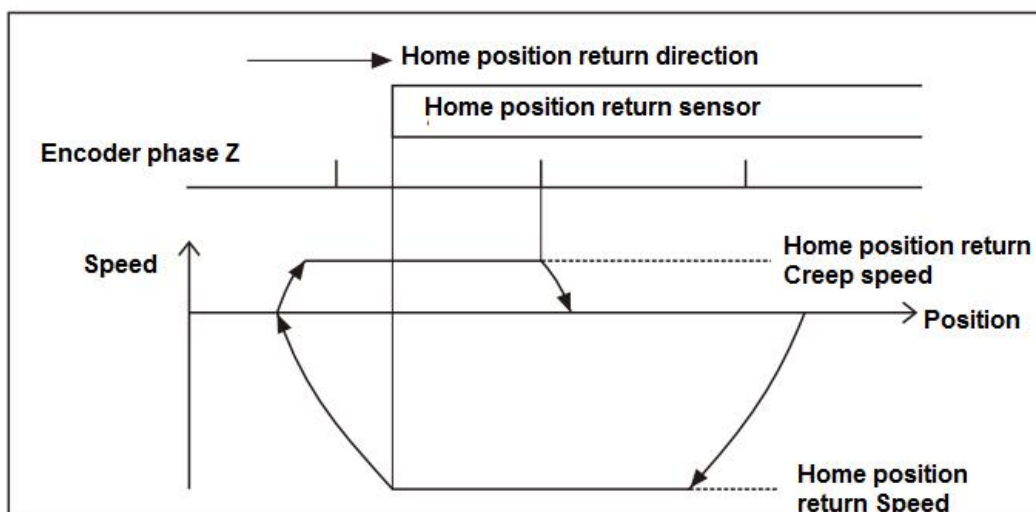 Home position return direction
Home position return sensor
Encoder phase Z
Speed
Home position return
Creep speed
Position
Home position
return Speed